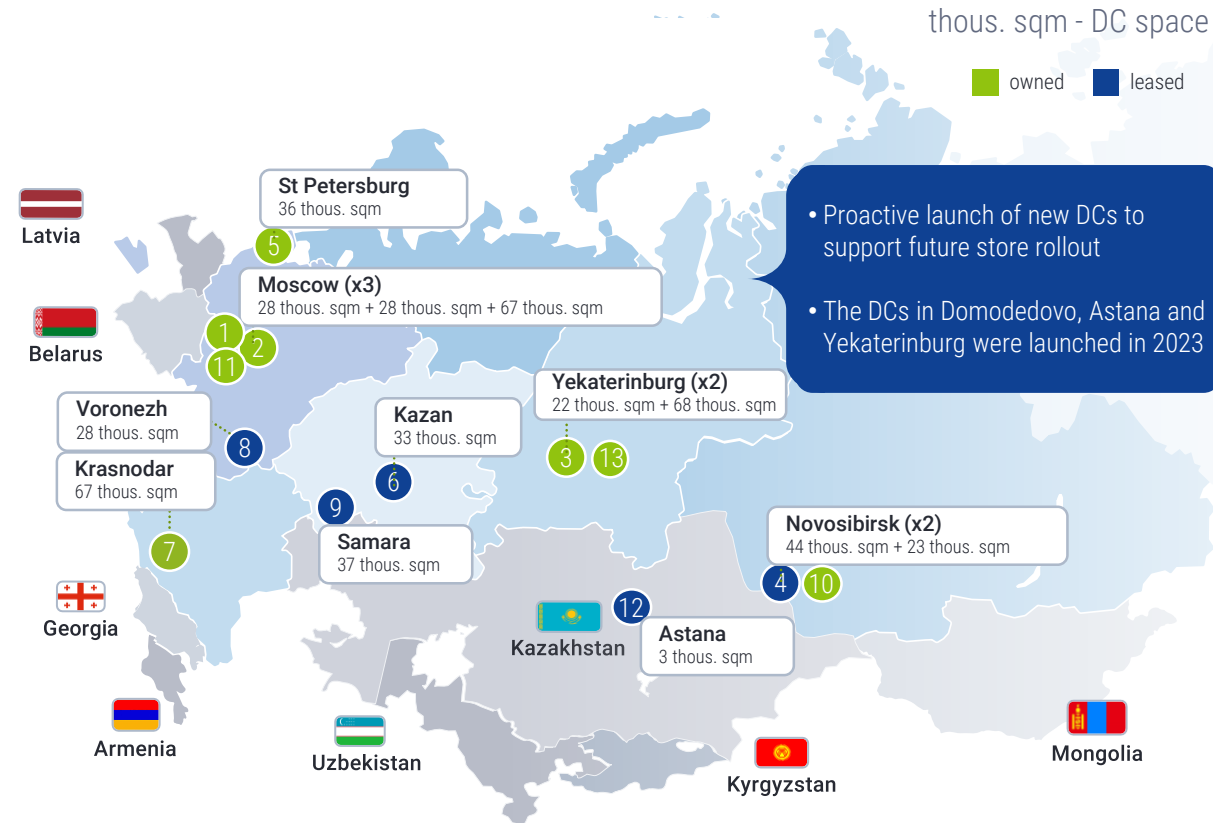 thous. sqm - DC space
owned
leased
• Proactive launch of new DCs to
support future store rollout
• The DCs in Domodedovo, Astana and
Yekaterinburg were launched in 2023
Latvia
St Petersburg
36 thous. sqm
5
Moscow (x3)
28 thous. sqm + 28 thous. sqm + 67 thous. sqm
1
2
11
Belarus
Voronezh
28 thous. sqm
8
Krasnodar
67 thous. sqm
7
Kazan
33 thous. sqm
6
9
Samara
37 thous. sqm
Yekaterinburg (x2)
22 thous. sqm + 68 thous. sqm
3
13
Novosibirsk (x2)
44 thous. sqm + 23 thous. sqm
4
10
Georgia
Kazakhstan
12
Astana
3 thous. sqm
Armenia
Uzbekistan
Kyrgyzstan
Mongolia